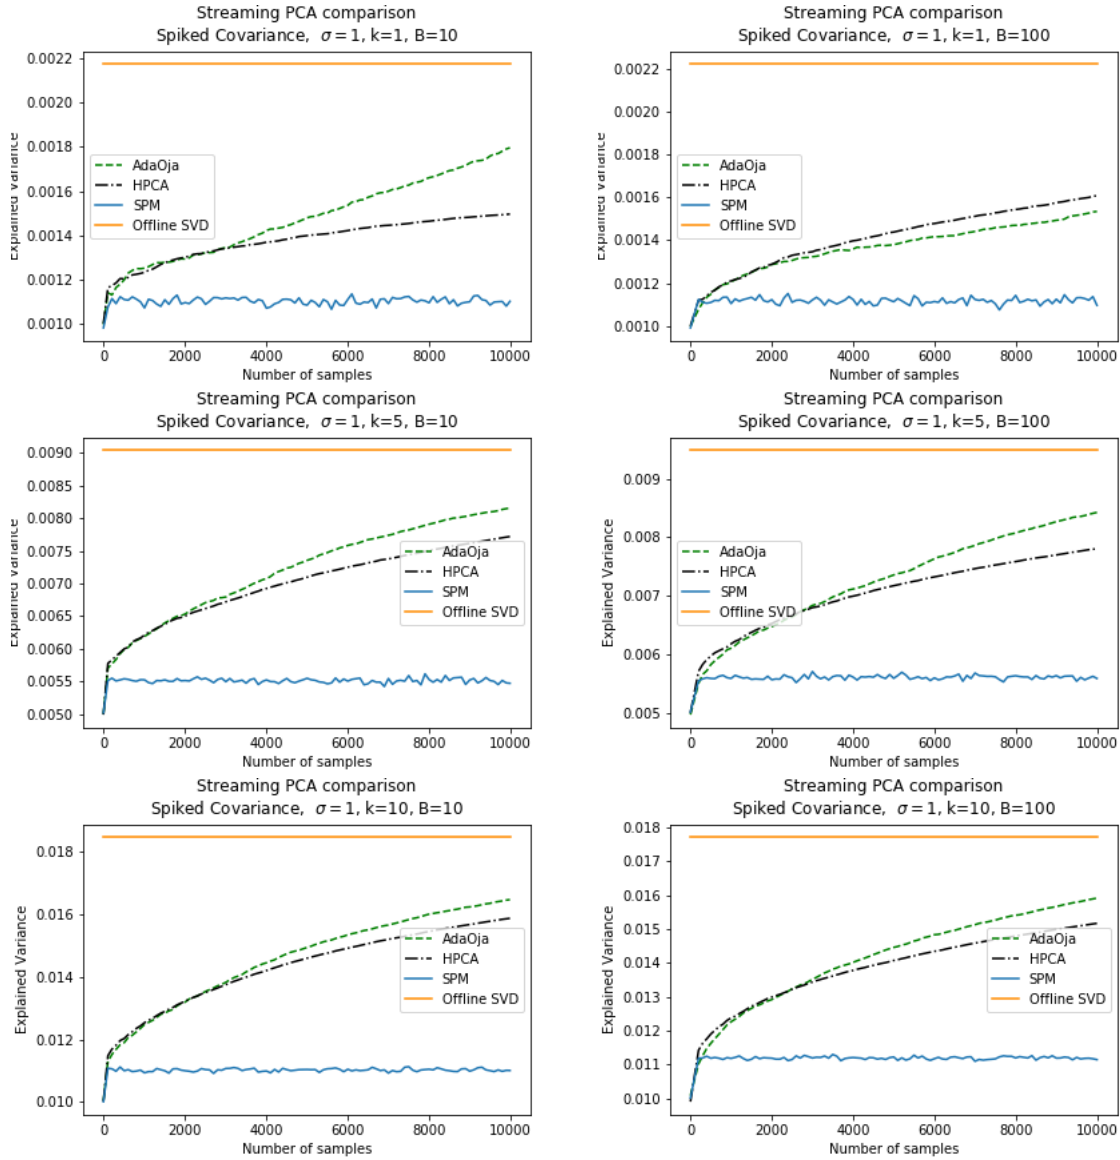 Streaming PCA comparison
Spiked Covariance, σ = 1, k=1, B=10
0.0022
0.0020
0.0018
0.0016
0.0014
0.0012
0.0010
Explained Variance
AdaOja
HPCA
SPM
Offline SVD
0 2000 4000 6000 8000 10000
Number of samples
Streaming PCA comparison
Spiked Covariance, σ = 1, k=1, B=100
0.0022
0.0020
0.0018
0.0016
0.0014
0.0012
0.0010
Explained Variance
AdaOja
HPCA
SPM
Offline SVD
0 2000 4000 6000 8000 10000
Number of samples
Streaming PCA comparison
Spiked Covariance, σ = 1, k=5, B=10
0.0090
0.0085
0.0080
0.0075
0.0070
0.0065
0.0060
0.0055
0.0050
Explained Variance
AdaOja
HPCA
SPM
Offline SVD
0 2000 4000 6000 8000 10000
Number of samples
Streaming PCA comparison
Spiked Covariance, σ = 1, k=5, B=100
0.009
0.008
0.007
0.006
0.005
Explained Variance
AdaOja
HPCA
SPM
Offline SVD
0 2000 4000 6000 8000 10000
Number of samples
Streaming PCA comparison
Spiked Covariance, σ = 1, k=10, B=10
0.018
0.016
0.014
0.012
0.010
Explained Variance
AdaOja
HPCA
SPM
Offline SVD
0 2000 4000 6000 8000 10000
Number of samples
Streaming PCA comparison
Spiked Covariance, σ = 1, k=10, B=100
0.018
0.017
0.016
0.015
0.014
0.013
0.012
0.011
0.010
Explained Variance
AdaOja
HPCA
SPM
Offline SVD
0 2000 4000 6000 8000 10000
Number of samples